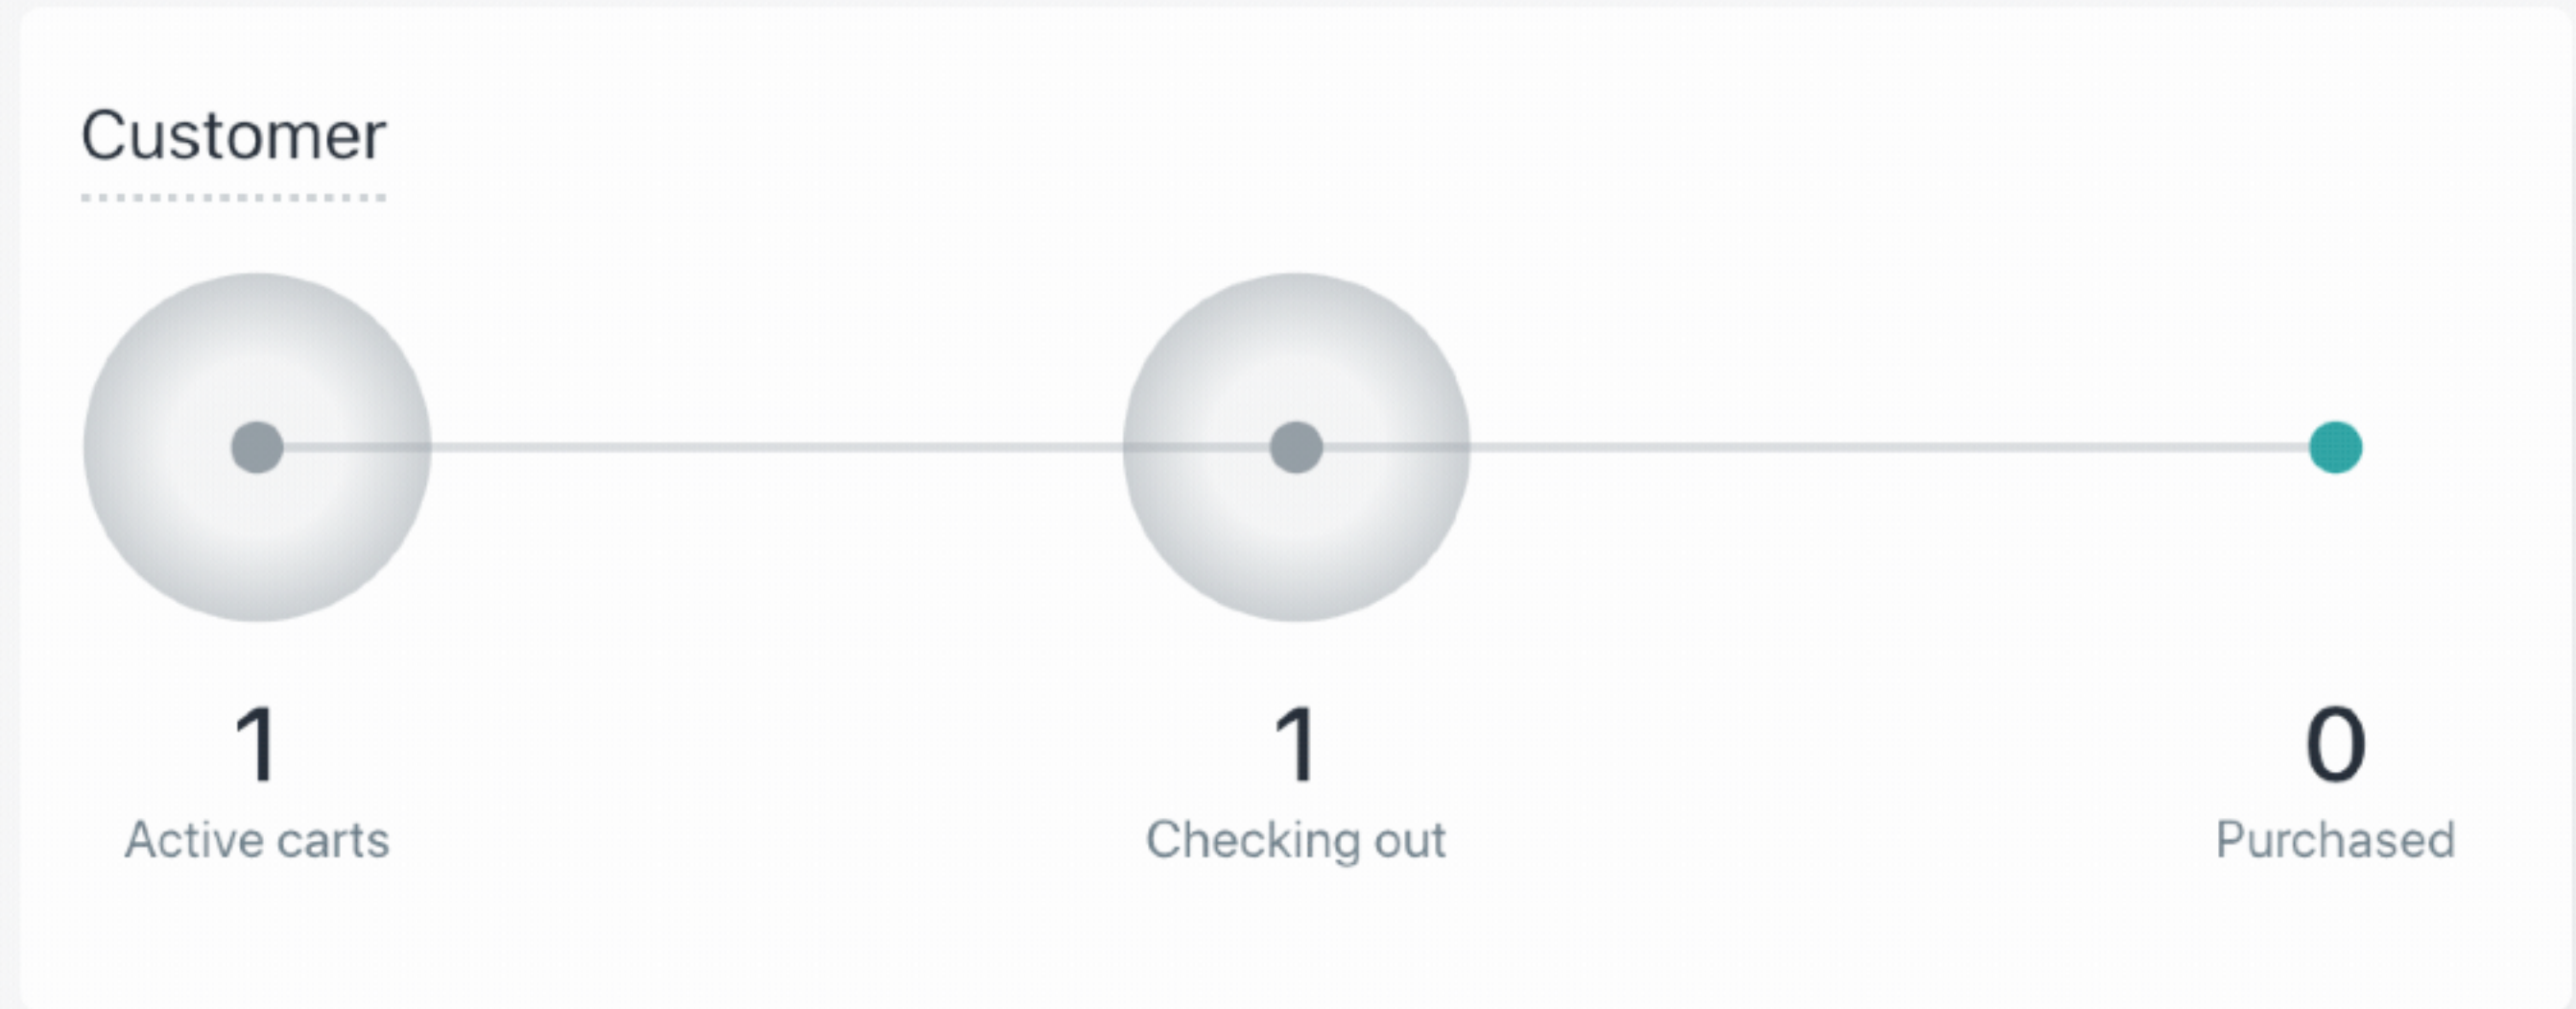 Customer
1
Active carts
1
Checking out
0
Purchased